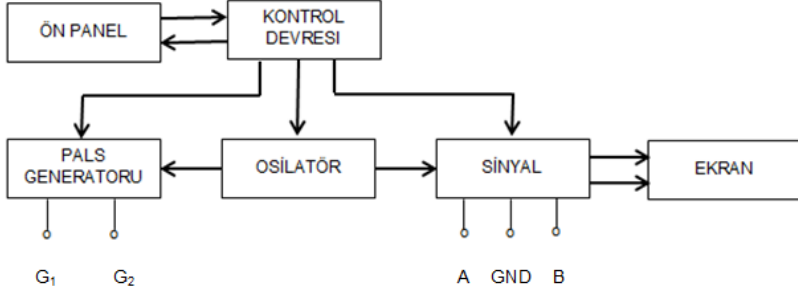 ÖN PANEL
KONTROL
DEVRESI
PALS
GENERATORU
OSİLATÖR
SİNYAL
EKRAN
G₁ G₂
A GND B